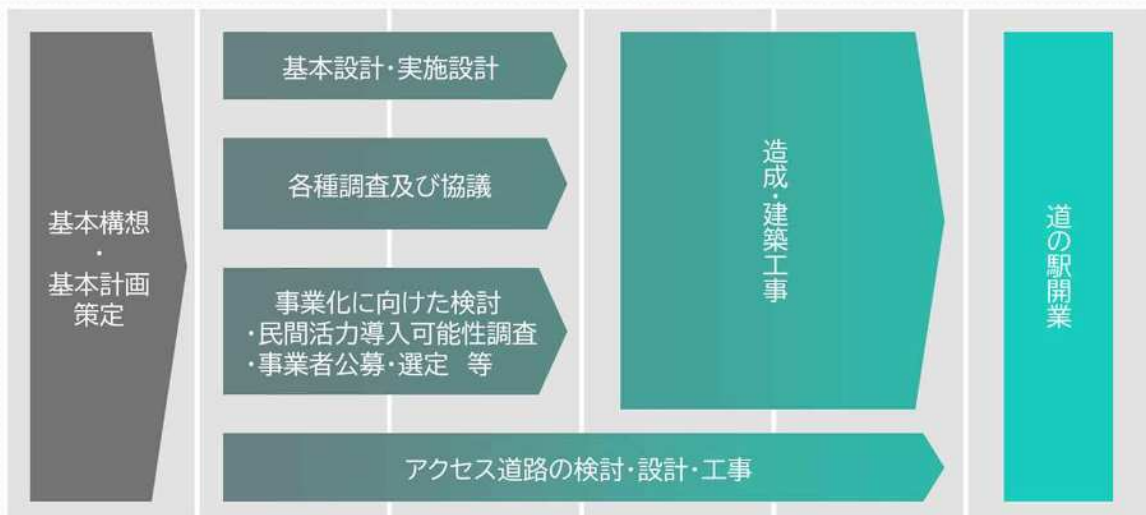 基本構想
・
基本計画
策定
基本設計・実施設計
各種調査及び協議
事業化に向けた検討
・民間活力導入可能性調査
・事業者公募・選定 等
アクセス道路の検討・設計・工事
造成・建築工事
道の駅開業